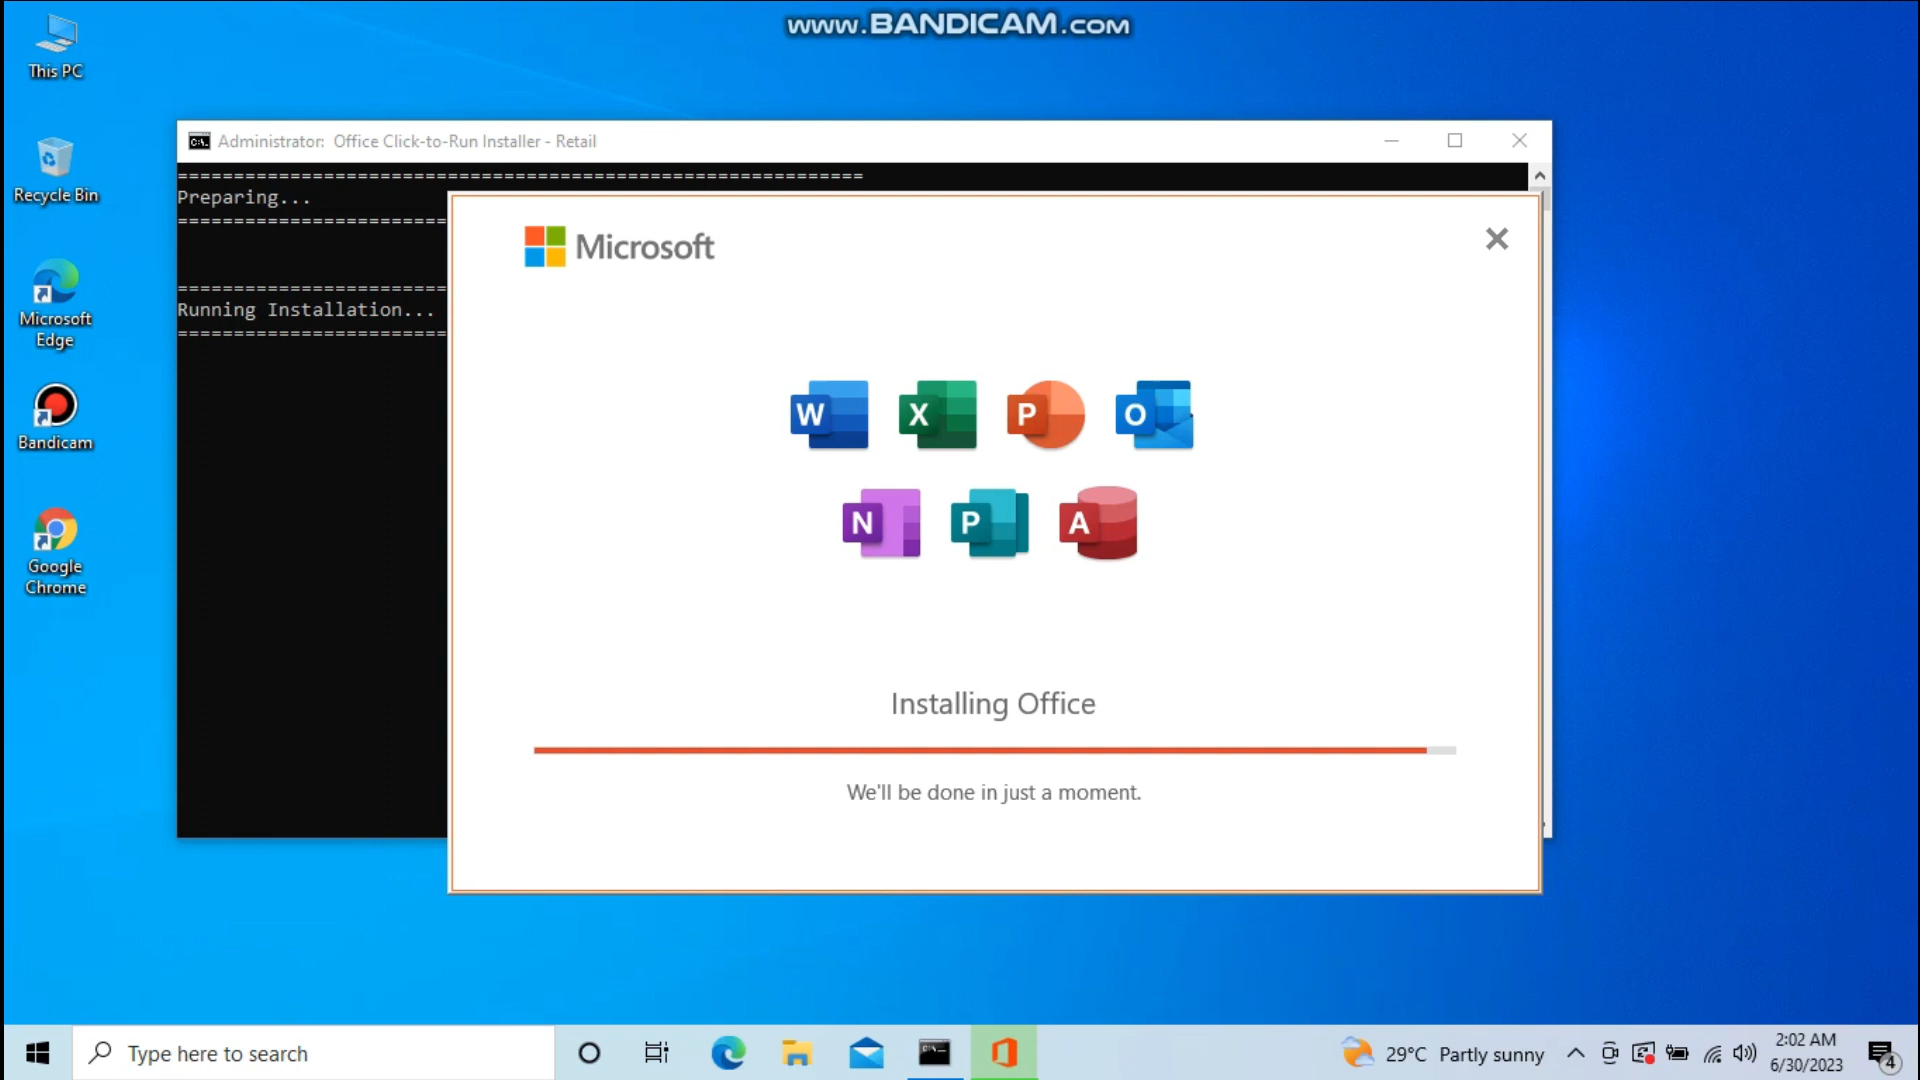 www.BANDICAM.com
This PC
Recycle Bin
Microsoft
Edge
Bandicam
Google
Chrome
C:\.
Administrator: Office Click-to-Run Installer - Retail
=============================================================
Preparing...
========================
========================
Running Installation...
========================
Microsoft
W
X
P
O
N
P
A
Installing Office
We'll be done in just a moment.
Type here to search
29°C Partly sunny
2:02 AM
6/30/2023
4